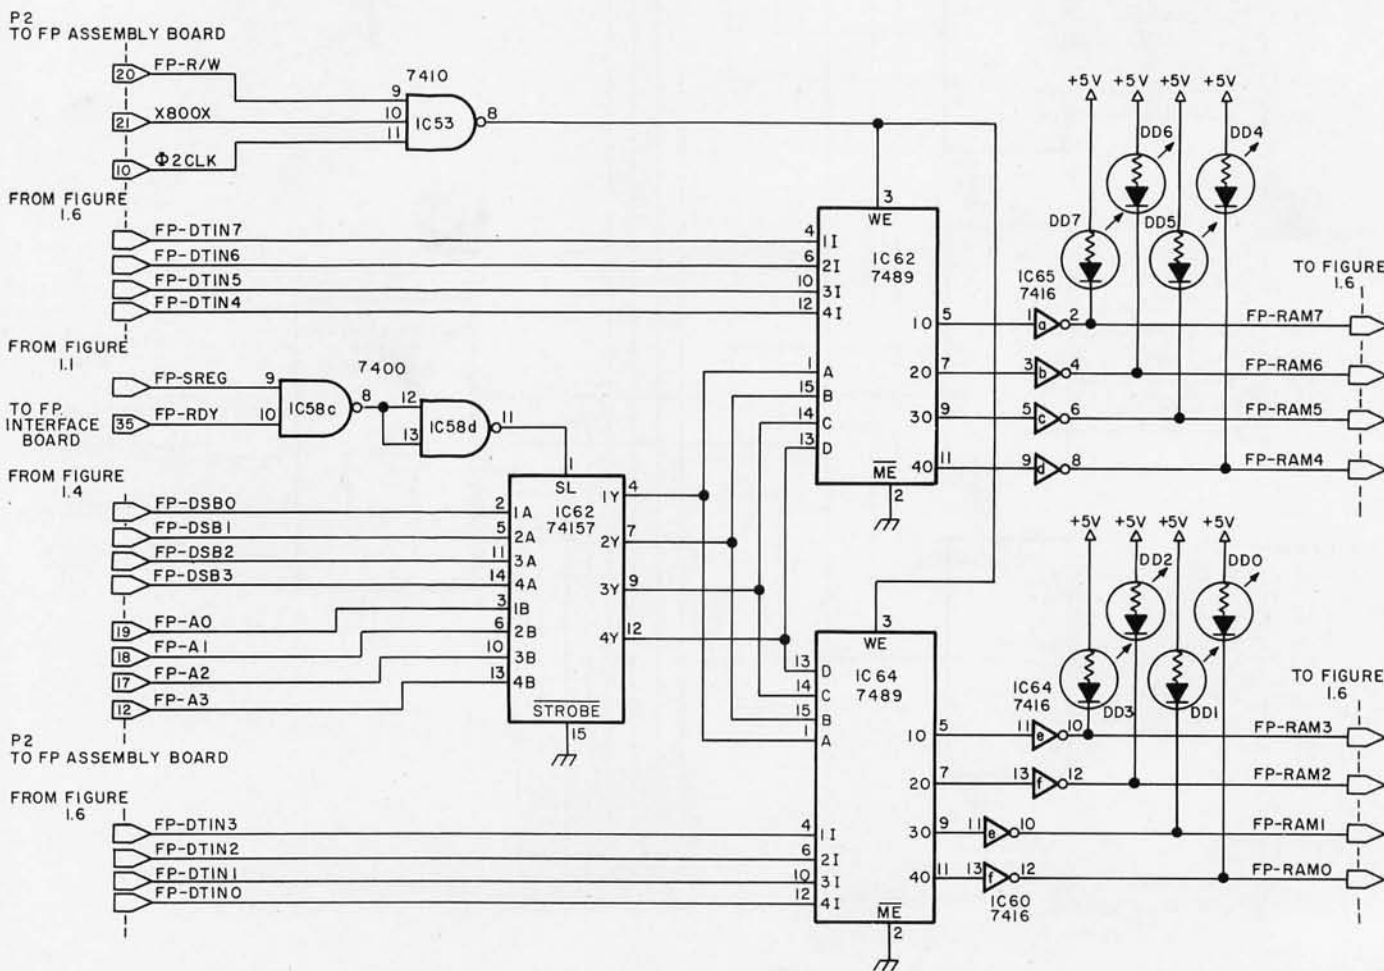 P2
TO FP ASSEMBLY BOARD
20 FP-R/W
21 X800X
10 Φ2CLK
7410
9
10
11
IC53
8
FROM FIGURE
1.6
FP-DTIN7
FP-DTIN6
FP-DTIN5
FP-DTIN4
4 1I
6 2I
10 3I
12 4I
3
WE
IC62
7489
1 A
15 B
14 C
13 D
10 5
20 7
30 9
40 11
ME
2
+5V +5V +5V +5V
DD6 DD4
DD7 DD5
IC65
7416
1 a 2
3 b 4
5 c 6
9 d 8
TO FIGURE
1.6
FP-RAM7
FP-RAM6
FP-RAM5
FP-RAM4
FROM FIGURE
1.1
FP-SREG
TO FP.
INTERFACE
BOARD
35 FP-RDY
7400
9
10
IC58c
8
12
13
IC58d
11
FROM FIGURE
1.4
FP-DSB0
FP-DSB1
FP-DSB2
FP-DSB3
19 FP-A0
18 FP-A1
17 FP-A2
12 FP-A3
1
SL
IC62
74157
2 1A
5 2A
11 3A
14 4A
3 1B
6 2B
10 3B
13 4B
1Y 4
2Y 7
3Y 9
4Y 12
STROBE
15
P2
TO FP ASSEMBLY BOARD
FROM FIGURE
1.6
FP-DTIN3
FP-DTIN2
FP-DTIN1
FP-DTIN0
3
WE
IC64
7489
13 D
14 C
15 B
1 A
4 1I
6 2I
10 3I
12 4I
10 5
20 7
30 9
40 11
ME
2
+5V +5V +5V +5V
DD2 DD0
DD3 DD1
IC64
7416
11 e 10
13 f 12
11 e 10
13 f 12
IC60
7416
TO FIGURE
1.6
FP-RAM3
FP-RAM2
FP-RAM1
FP-RAM0